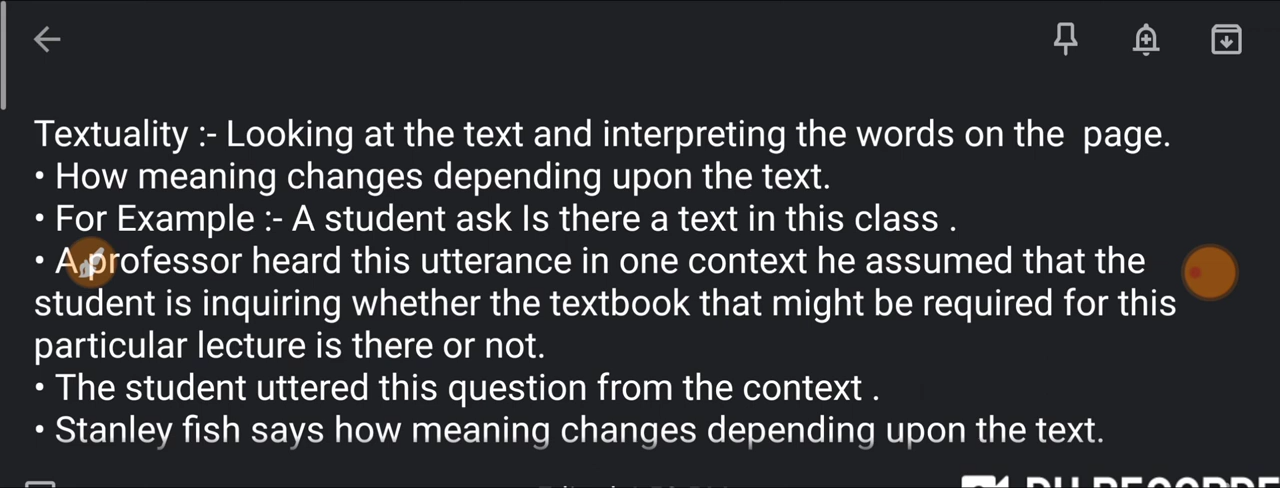 Textuality :- Looking at the text and interpreting the words on the page.
• How meaning changes depending upon the text.
• For Example :- A student ask Is there a text in this class .
• A professor heard this utterance in one context he assumed that the
student is inquiring whether the textbook that might be required for this
particular lecture is there or not.
• The student uttered this question from the context .
• Stanley fish says how meaning changes depending upon the text.